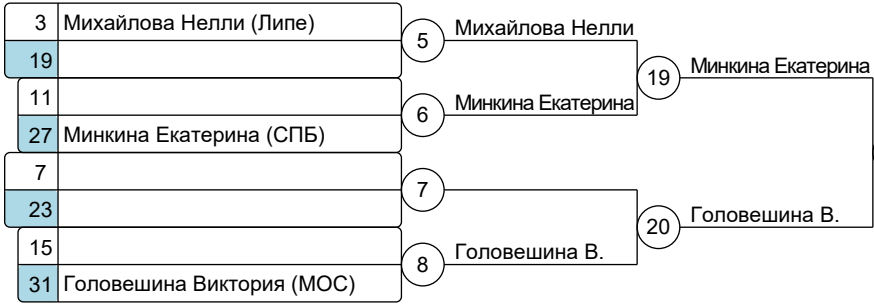 3 Михайлова Нелли (Липе)
19
11
27 Минкина Екатерина (СПБ)
7
23
15
31 Головешина Виктория (МОС)
5 Михайлова Нелли
6 Минкина Екатерина
7
8 Головешина В.
19 Минкина Екатерина
20 Головешина В.